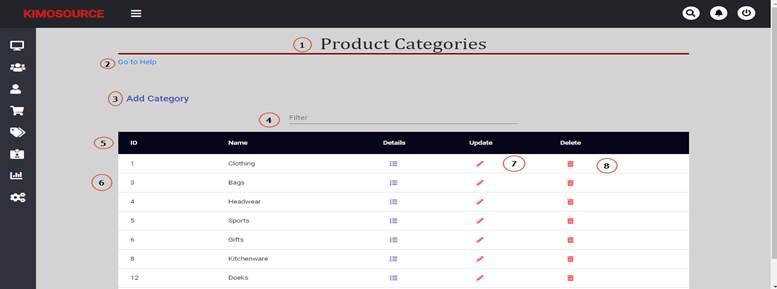 KIMOSOURCE
1 Product Categories
2 Go to Help
3 Add Category
4 Filter
5 ID Name Details Update Delete
1 Clothing 7 8
6 3 Bags
4 Headwear
5 Sports
6 Gifts
8 Kitchenware
12 Doeks